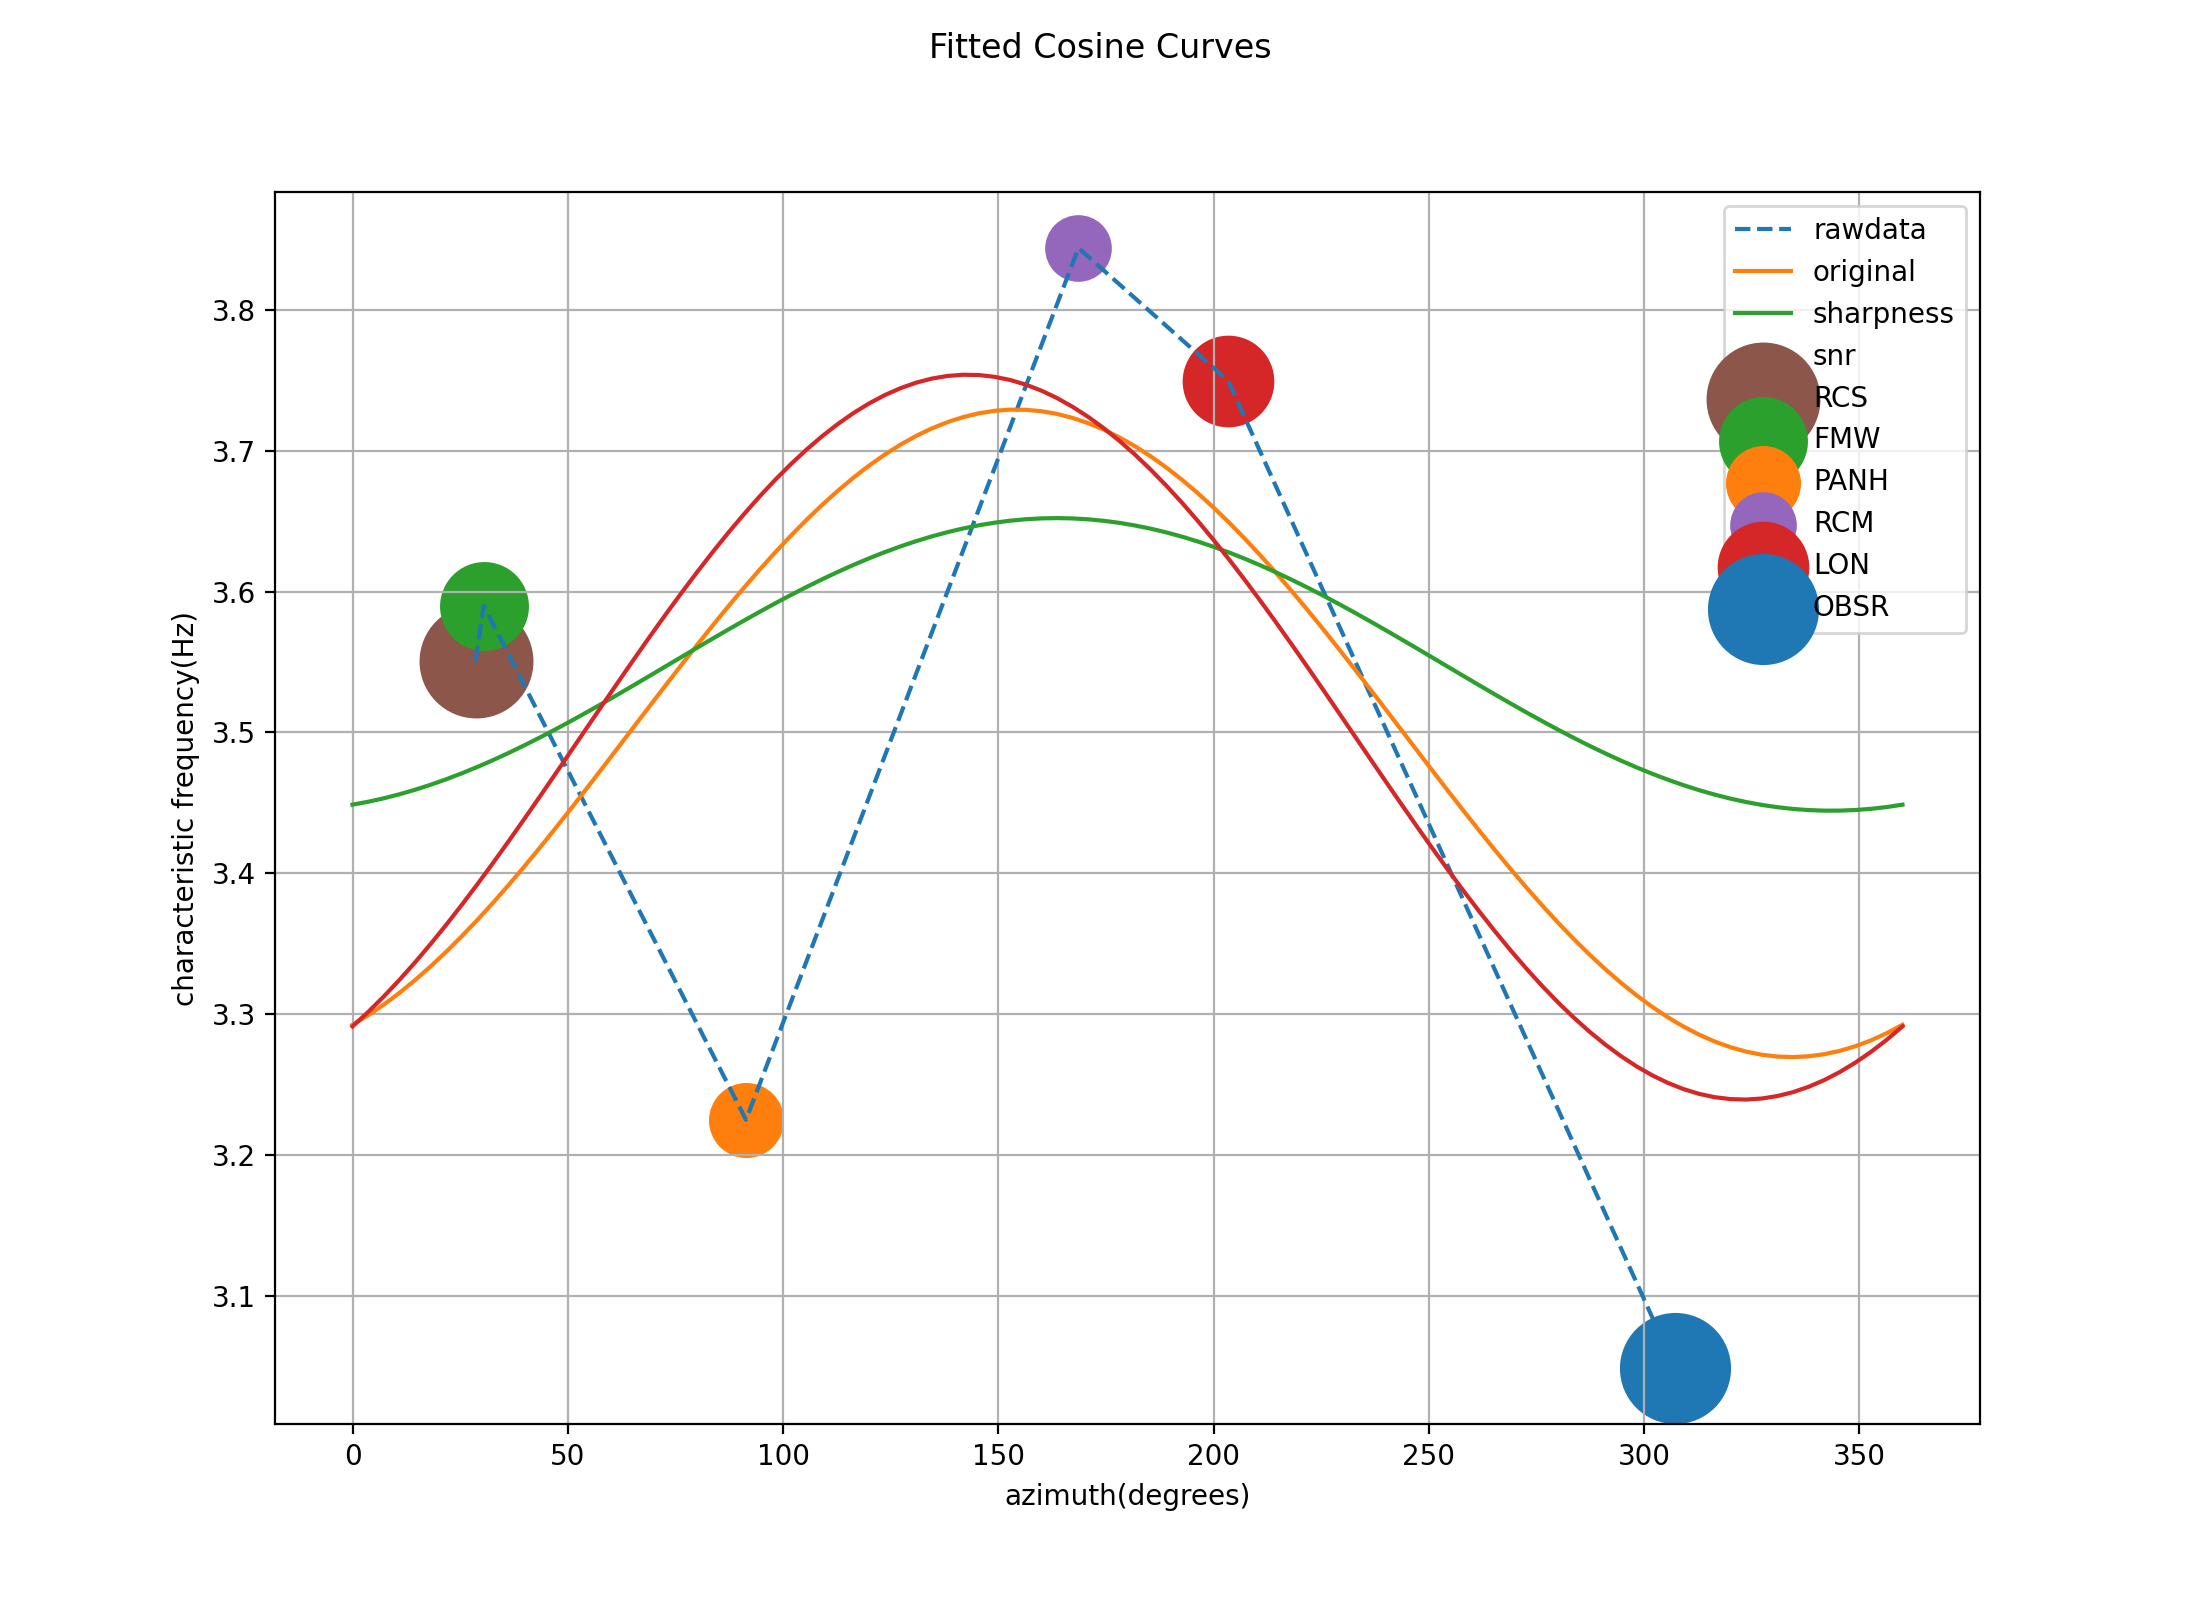 Fitted Cosine Curves
characteristic frequency(Hz)
3.8
3.7
3.6
3.5
3.4
3.3
3.2
3.1
rawdata
original
sharpness
snr
RCS
FMW
PANH
RCM
LON
OBSR
0 50 100 150 200 250 300 350
azimuth(degrees)